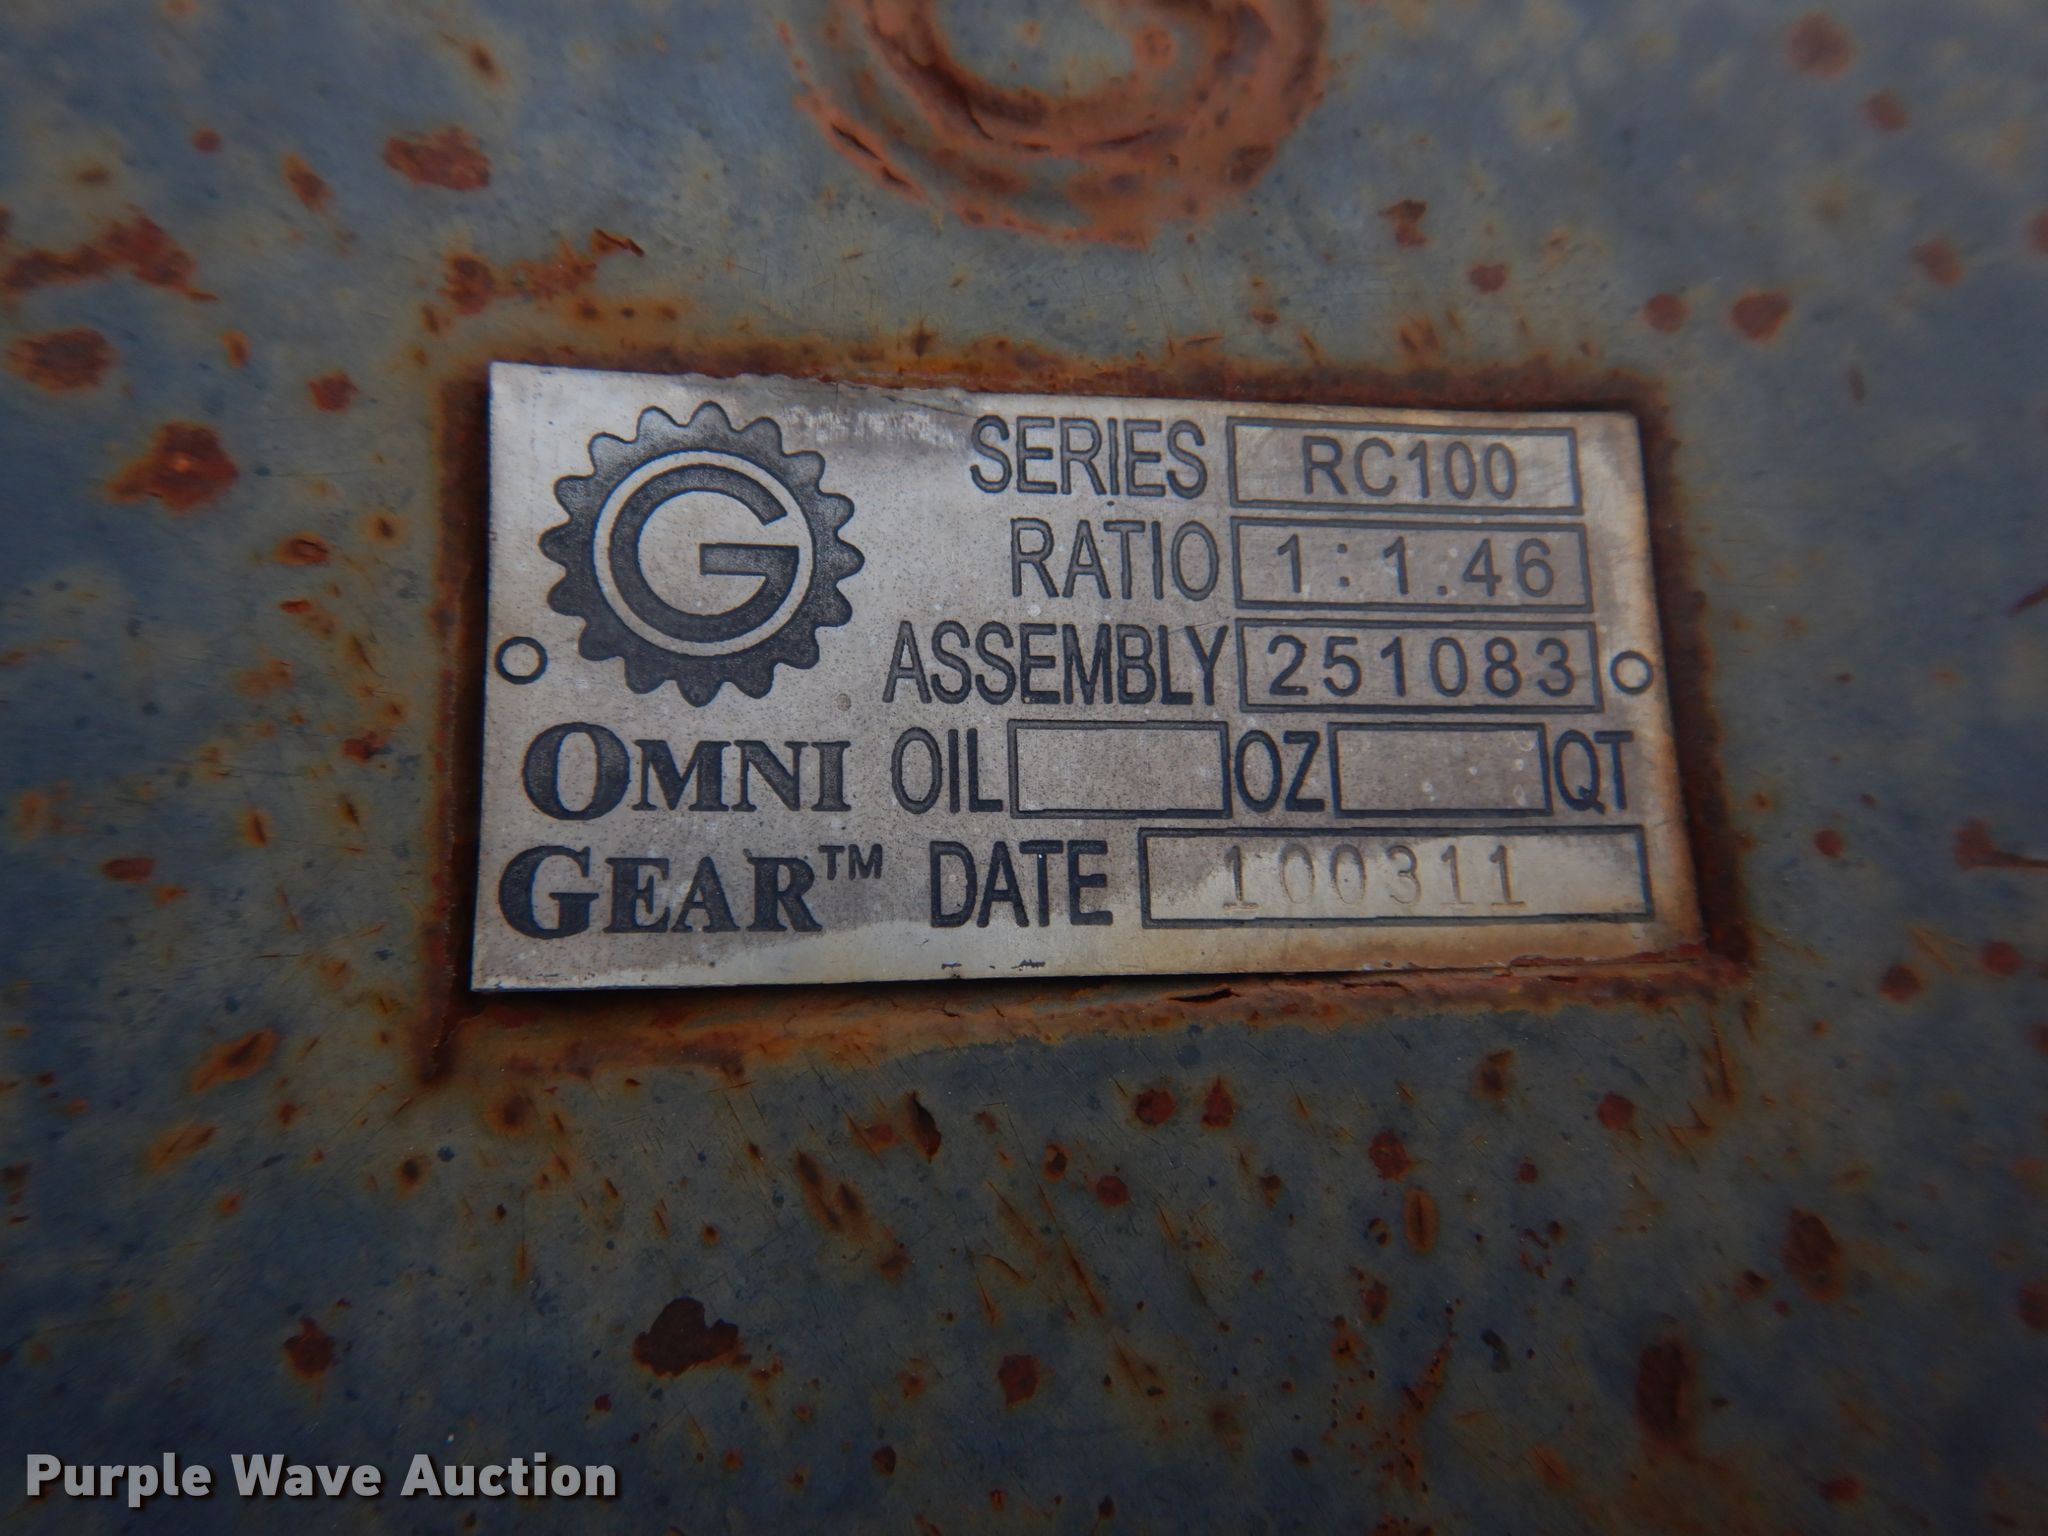 G
SERIES RC100
RATIO 1:1.46
ASSEMBLY 251083
OMNI GEAR™
OIL OZ QT
DATE 100311
Purple Wave Auction